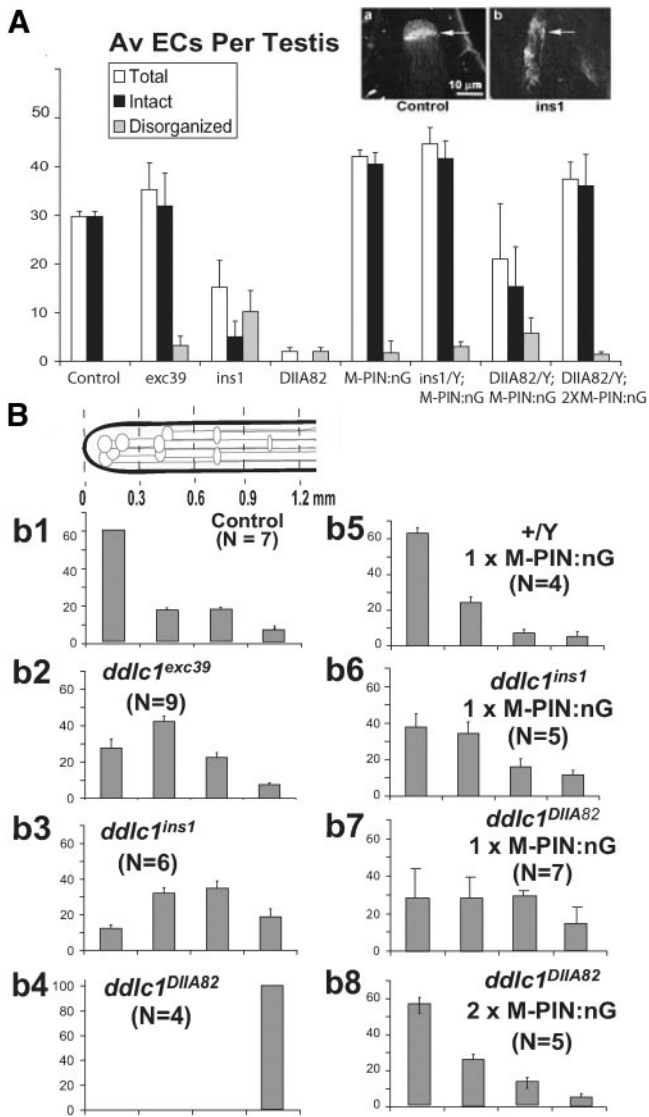 A
Av ECs Per Testis
Total
Intact
Disorganized
a
10 μm
Control
b
ins1
60
50
40
30
20
10
0
Control
exc39
ins1
DIIA82
M-PIN:nG
ins1/Y;
M-PIN:nG
DIIA82/Y;
M-PIN:nG
DIIA82/Y;
2XM-PIN:nG
B
0 0.3 0.6 0.9 1.2 mm
b1
Control
(N = 7)
60
40
20
0
b2
ddlc1exc39
(N=9)
60
40
20
0
b3
ddlc1ins1
(N=6)
60
40
20
0
b4
ddlc1DIIA82
(N=4)
100
80
60
40
20
0
b5
+/Y
1 x M-PIN:nG
(N=4)
60
40
20
0
b6
ddlc1ins1
1 x M-PIN:nG
(N=5)
60
40
20
0
b7
ddlc1DIIA82
1 x M-PIN:nG
(N=7)
60
40
20
0
b8
ddlc1DIIA82
2 x M-PIN:nG
(N=5)
60
40
20
0